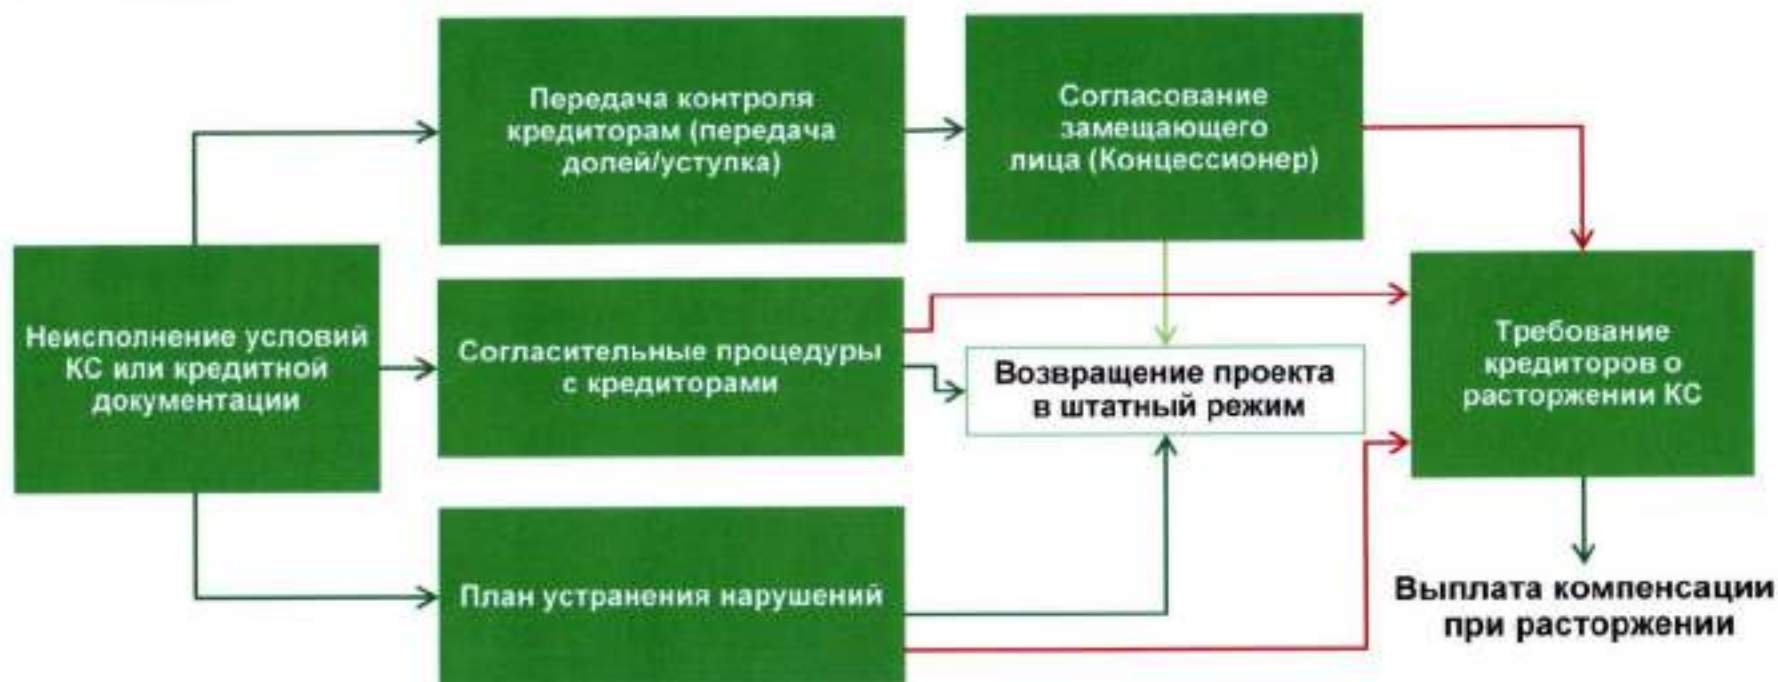 Передача контроля
кредиторам (передача
долей/уступка)
Согласование
замещающего
лица (Концессионер)
Неисполнение условий
КС или кредитной
документации
Согласительные процедуры
с кредиторами
Возвращение проекта
в штатный режим
Требование
кредиторов о
расторжении КС
План устранения нарушений
Выплата компенсации
при расторжении